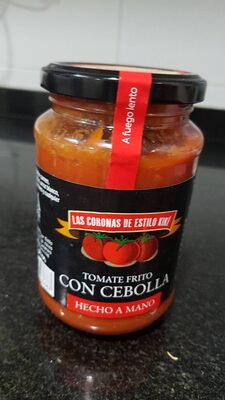 A fuego lento
LAS CORONAS DE ESTILO KIKI
TOMATE FRITO
CON CEBOLLA
HECHO A MANO